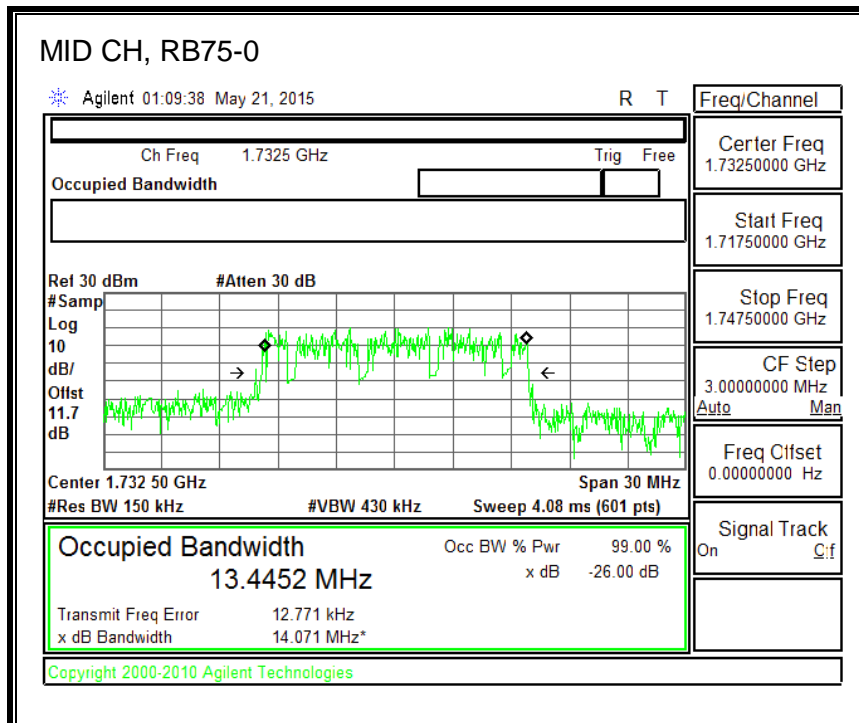 MID CH, RB75-0
Agilent 01:09:38 May 21, 2015 R T
Ch Freq 1.7325 GHz Trig Free
Occupied Bandwidth
Ref 30 dBm #Atten 30 dB
#Samp
Log
10
dB/
Offst
11.7
dB
Center 1.732 50 GHz Span 30 MHz
#Res BW 150 kHz #VBW 430 kHz Sweep 4.08 ms (601 pts)
Occupied Bandwidth
13.4452 MHz
Occ BW % Pwr 99.00 %
x dB -26.00 dB
Transmit Freq Error 12.771 kHz
x dB Bandwidth 14.071 MHz*
Copyright 2000-2010 Agilent Technologies
Freq/Channel
Center Freq
1.73250000 GHz
Start Freq
1.71750000 GHz
Stop Freq
1.74750000 GHz
CF Step
3.00000000 MHz
Auto Man
Freq Offset
0.00000000 Hz
Signal Track
On Off